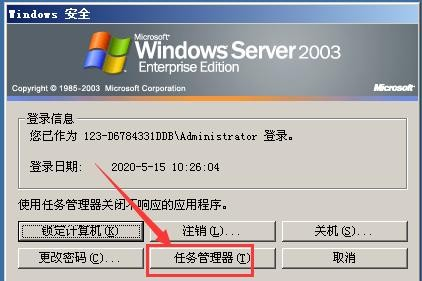 Windows 安全
Microsoft
Windows Server 2003
Enterprise Edition
Copyright © 1985-2003 Microsoft Corporation
Microsoft
登录信息
您已作为 123-D6784331DDB\Administrator 登录。
登录日期: 2020-5-15 10:26:04
使用任务管理器关闭不响应的应用程序。
锁定计算机(K) 注销(L)... 关机(S)...
更改密码(C)... 任务管理器(T) 取消